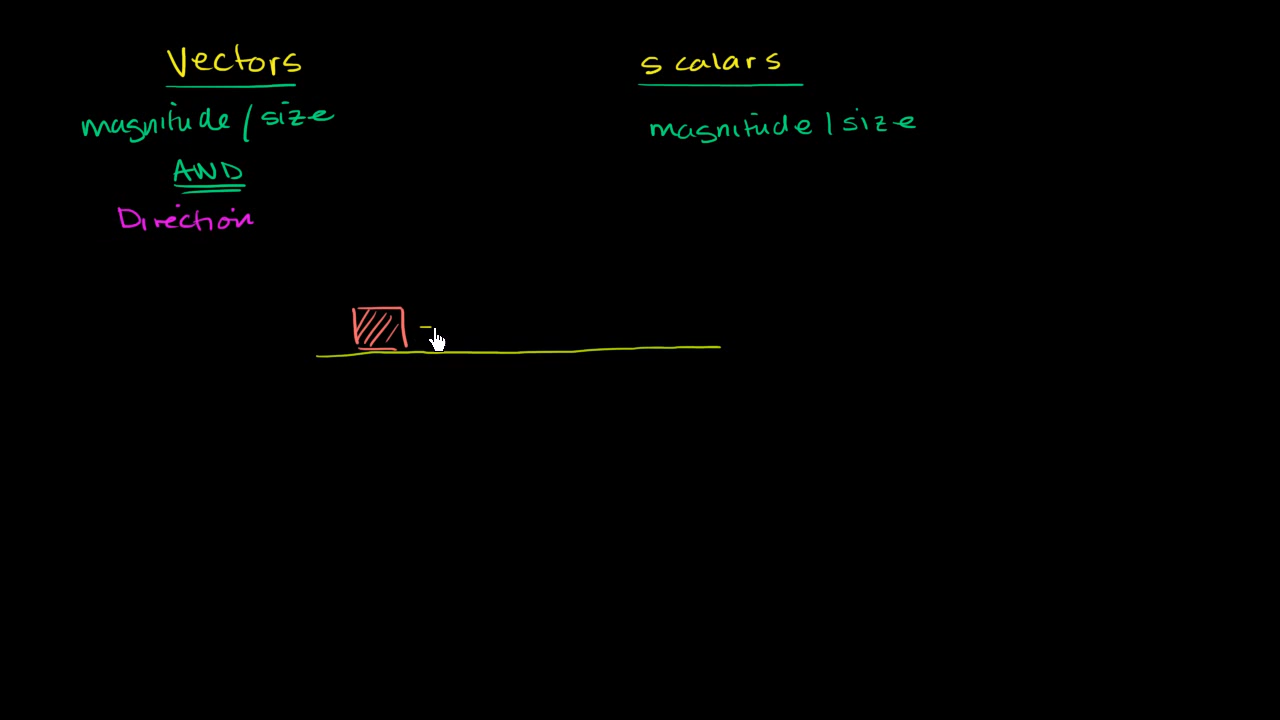 Vectors
scalars
magnitude / size
magnitude / size
AND
Direction